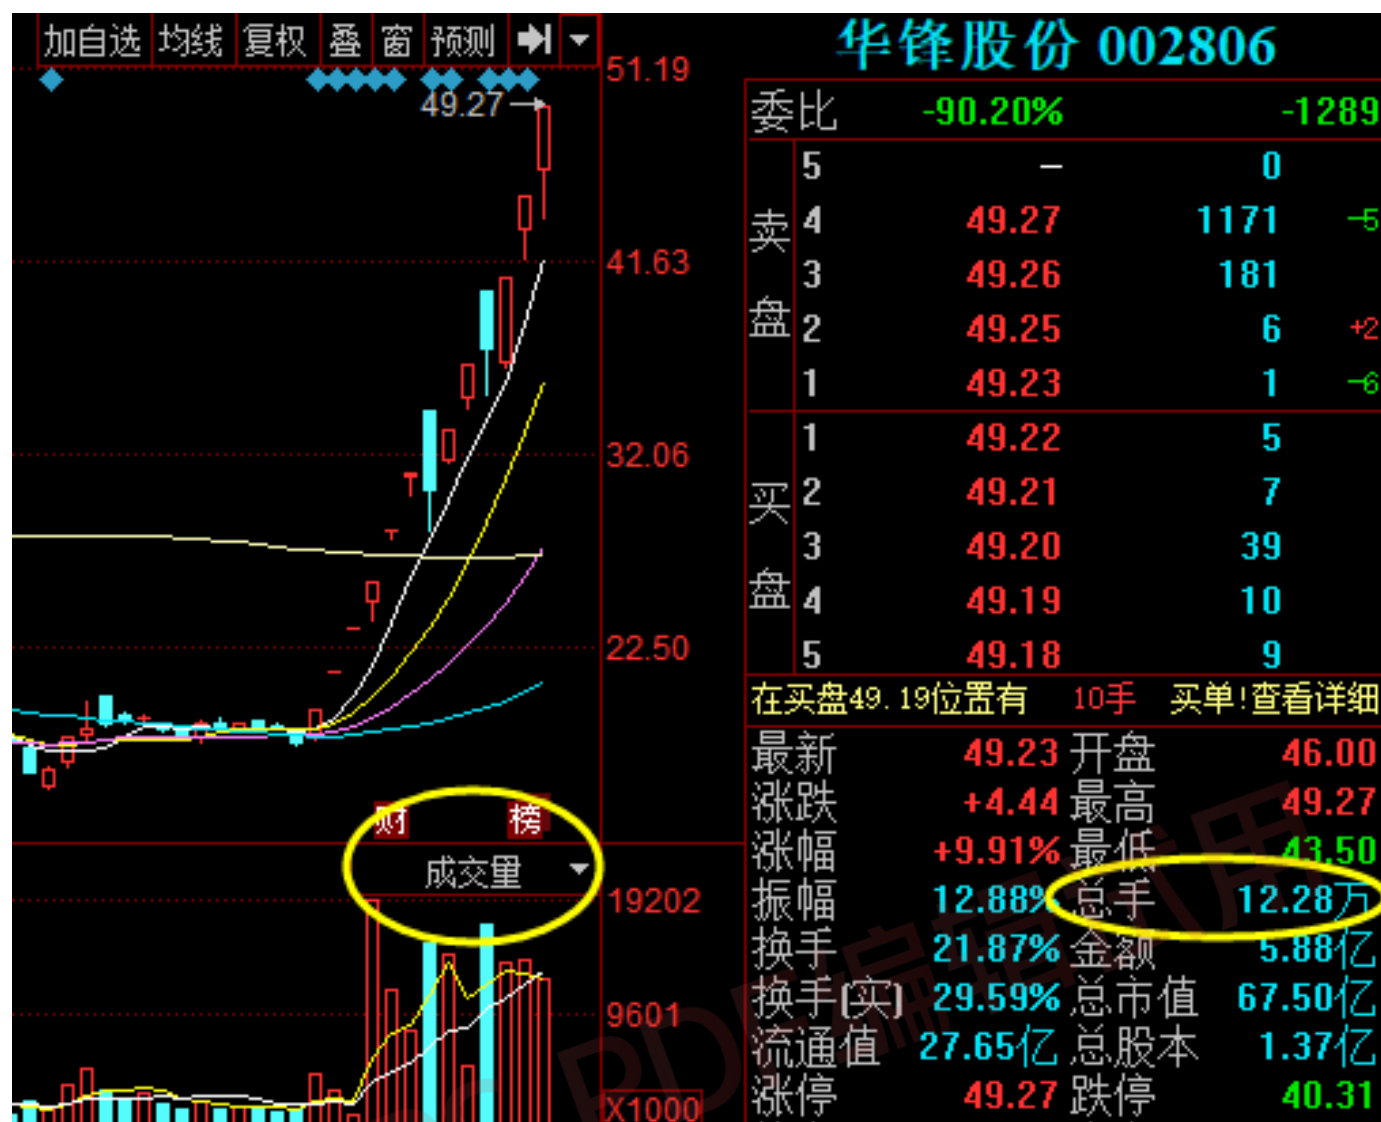 加自选 均线 复权 叠 窗 预测
华锋股份 002806
51.19
49.27
41.63
32.06
22.50
财 榜
成交量
19202
9601
X1000
委比 -90.20% -1289
卖盘
5 — 0
4 49.27 1171 -5
3 49.26 181
2 49.25 6 +2
1 49.23 1 -6
买盘
1 49.22 5
2 49.21 7
3 49.20 39
4 49.19 10
5 49.18 9
在买盘49.19位置有 10手 买单!查看详细
最新 49.23 开盘 46.00
涨跌 +4.44 最高 49.27
涨幅 +9.91% 最低 43.50
振幅 12.88% 总手 12.28万
换手 21.87% 金额 5.88亿
换手(实) 29.59% 总市值 67.50亿
流通值 27.65亿 总股本 1.37亿
涨停 49.27 跌停 40.31